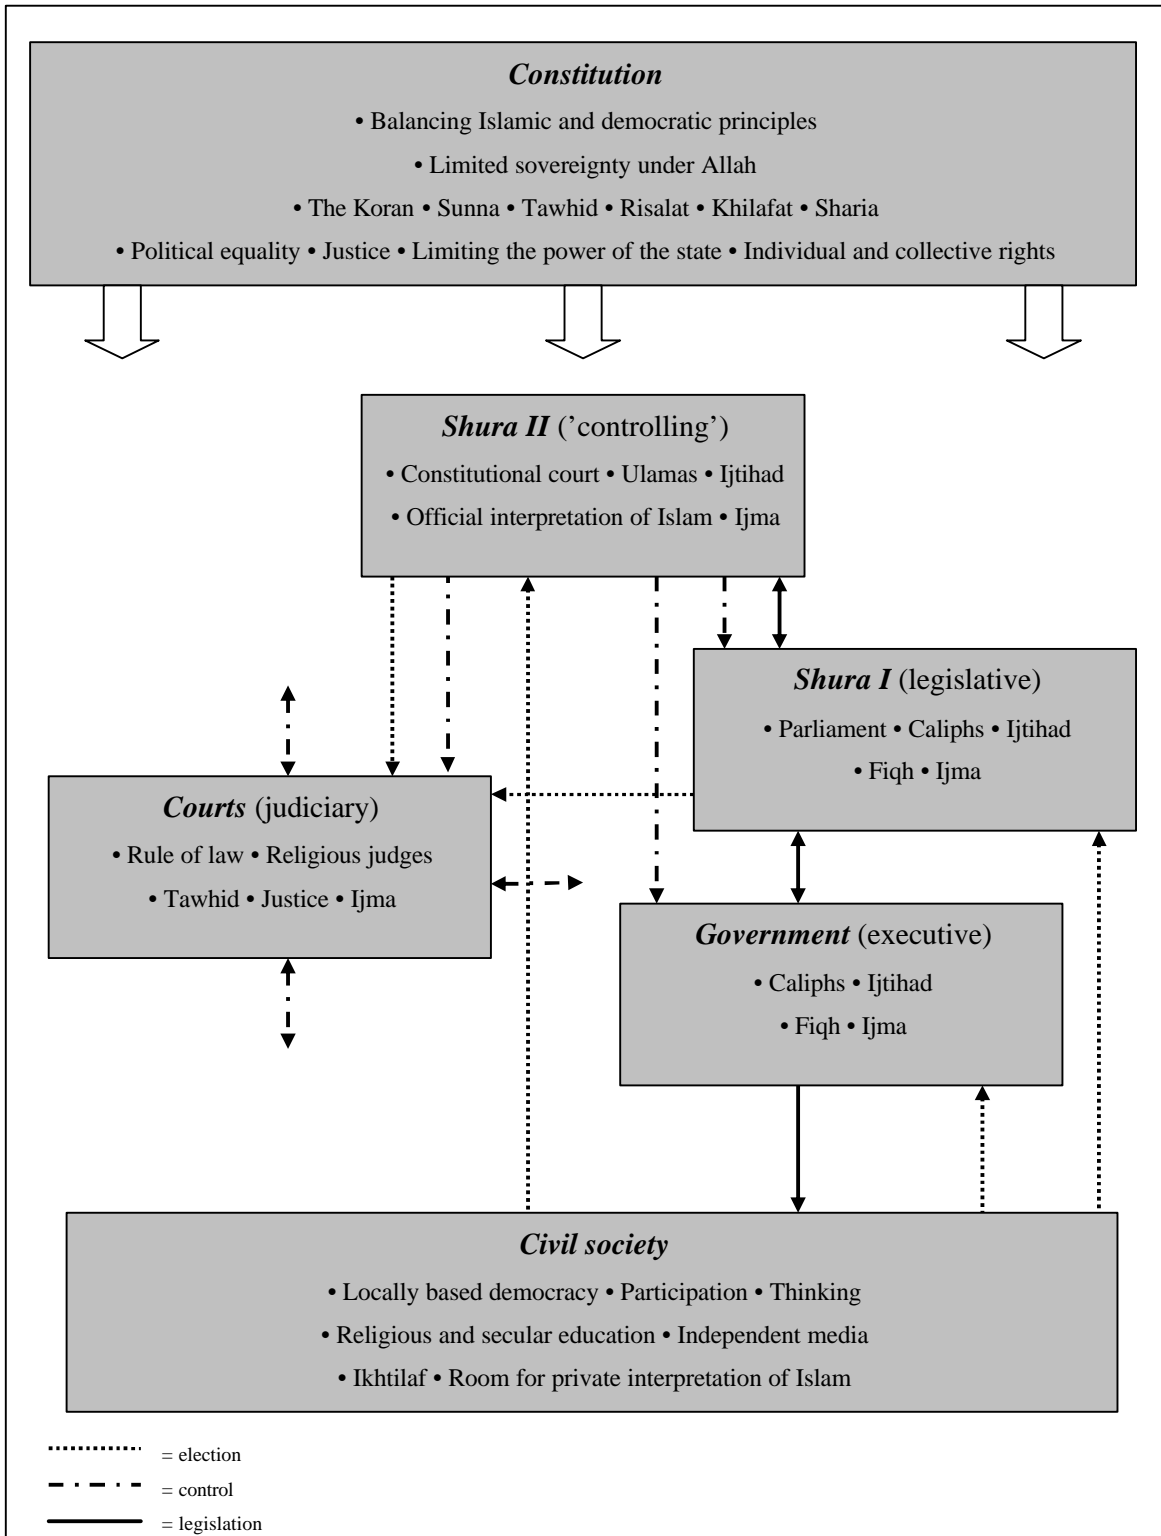 Constitution
• Balancing Islamic and democratic principles
• Limited sovereignty under Allah
• The Koran • Sunna • Tawhid • Risalat • Khilafat • Sharia
• Political equality • Justice • Limiting the power of the state • Individual and collective rights
Shura II (’controlling’)
• Constitutional court • Ulamas • Ijtihad
• Official interpretation of Islam • Ijma
Shura I (legislative)
• Parliament • Caliphs • Ijtihad
• Fiqh • Ijma
Courts (judiciary)
• Rule of law • Religious judges
• Tawhid • Justice • Ijma
Government (executive)
• Caliphs • Ijtihad
• Fiqh • Ijma
Civil society
• Locally based democracy • Participation • Thinking
• Religious and secular education • Independent media
• Ikhtilaf • Room for private interpretation of Islam
= election
= control
= legislation